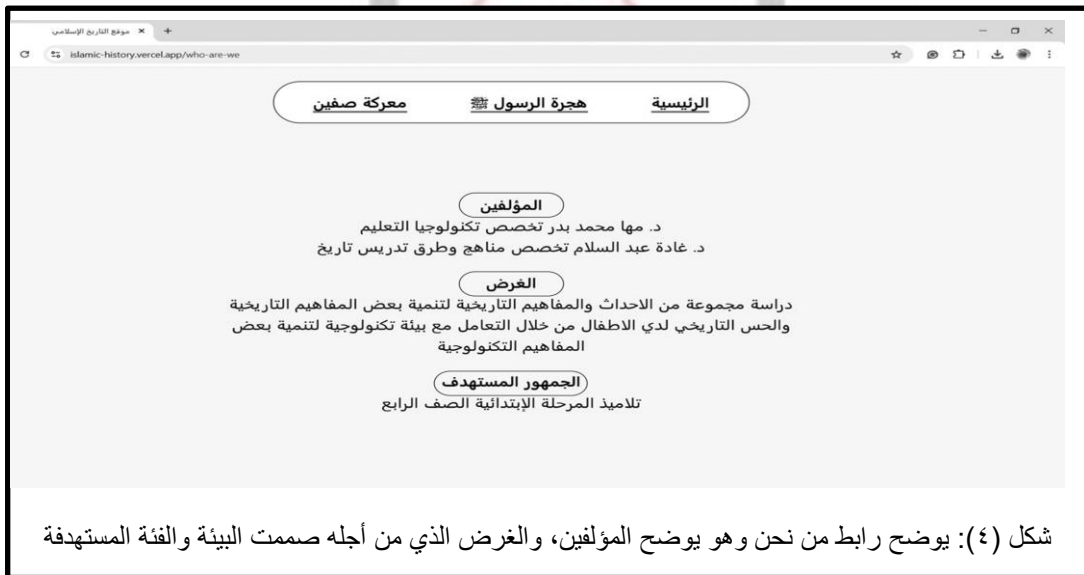 موقع التاريخ الإسلامي
islamic-history.vercel.app/who-are-we
الرئيسية هجرة الرسول ﷺ معركة صفين
المؤلفين
د. مها محمد بدر تخصص تكنولوجيا التعليم
د. غادة عبد السلام تخصص مناهج وطرق تدريس تاريخ
الغرض
دراسة مجموعة من الاحداث والمفاهيم التاريخية لتنمية بعض المفاهيم التاريخية
والحس التاريخي لدي الاطفال من خلال التعامل مع بيئة تكنولوجية لتنمية بعض
المفاهيم التكنولوجية
الجمهور المستهدف
تلاميذ المرحلة الإبتدائية الصف الرابع
شكل (٤): يوضح رابط من نحن وهو يوضح المؤلفين، والغرض الذي من أجله صممت البيئة والفئة المستهدفة